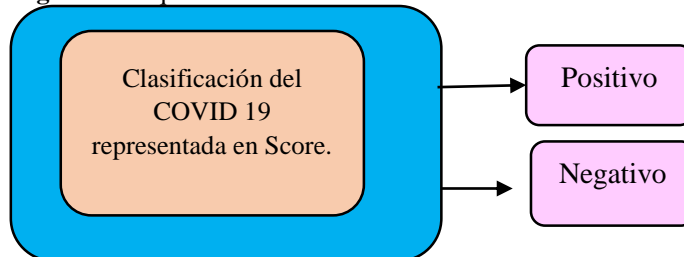 Clasificación del
COVID 19
representada en Score.
Positivo
Negativo